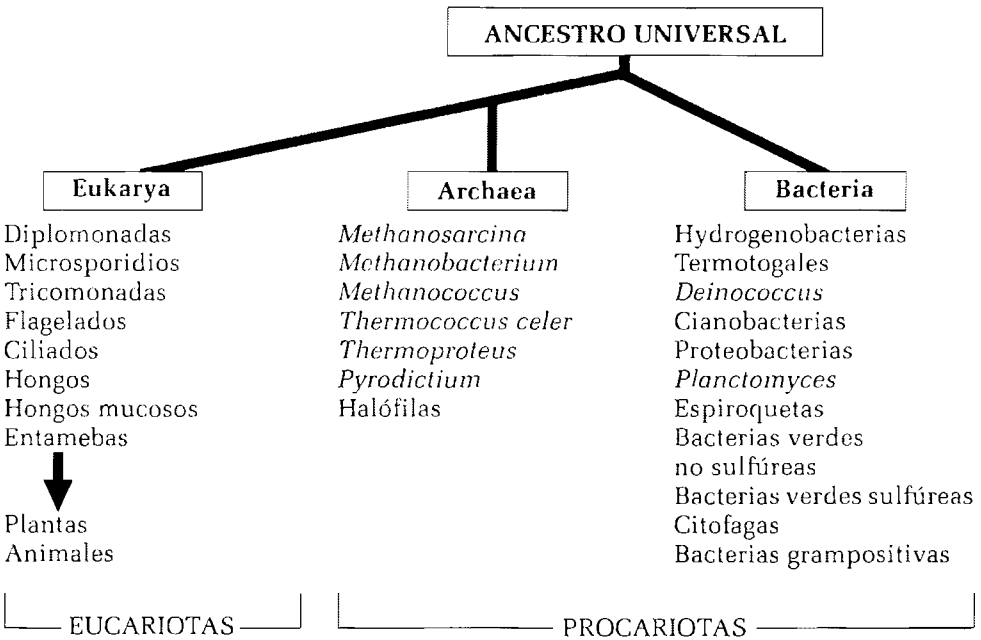 ANCESTRO UNIVERSAL
Eukarya
Diplomonadas
Microsporidios
Tricomonadas
Flagelados
Ciliados
Hongos
Hongos mucosos
Entamebas
Plantas
Animales
Archaea
Methanosarcina
Methanobacterium
Methanococcus
Thermococcus celer
Thermoproteus
Pyrodictium
Halófilas
Bacteria
Hydrogenobacterias
Termotogales
Deinococcus
Cianobacterias
Proteobacterias
Planctomyces
Espiroquetas
Bacterias verdes
no sulfúreas
Bacterias verdes sulfúreas
Citofagas
Bacterias grampositivas
EUCARIOTAS
PROCARIOTAS